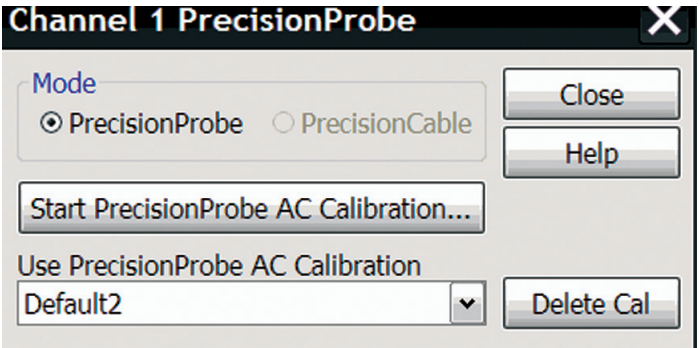 Channel 1 PrecisionProbe
Mode
PrecisionProbe PrecisionCable
Close
Help
Start PrecisionProbe AC Calibration...
Use PrecisionProbe AC Calibration
Default2
Delete Cal